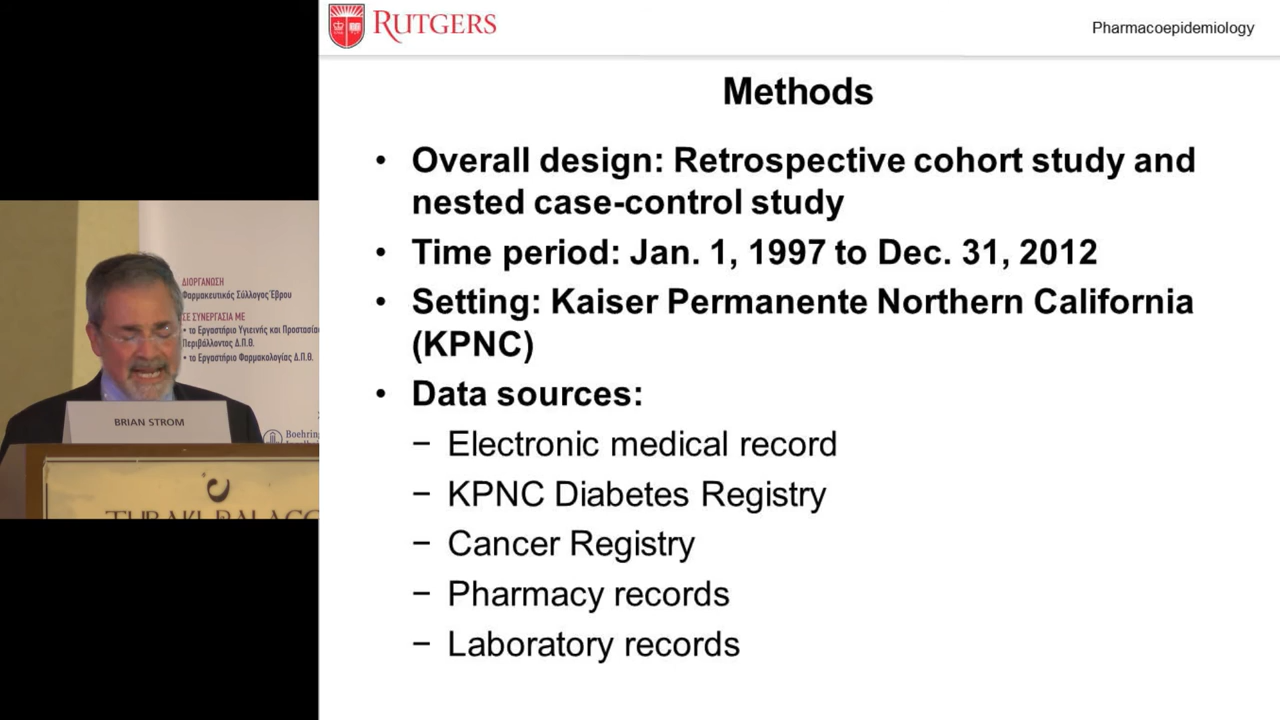 RUTGERS
Pharmacoepidemiology
Methods
• Overall design: Retrospective cohort study and
nested case-control study
• Time period: Jan. 1, 1997 to Dec. 31, 2012
• Setting: Kaiser Permanente Northern California
(KPNC)
• Data sources:
− Electronic medical record
− KPNC Diabetes Registry
− Cancer Registry
− Pharmacy records
− Laboratory records
ΔΙΟΡΓΑΝΩΣΗ
Φαρμακευτικός Σύλλογος Έβρου
ΣΕ ΣΥΝΕΡΓΑΣΙΑ ΜΕ
• το Εργαστήριο Υγιεινής και Προστασία
Περιβάλλοντος Δ.Π.Θ.
• το Εργαστήριο Φαρμακολογίας Δ.Π.Θ.
BRIAN STROM
Boehring